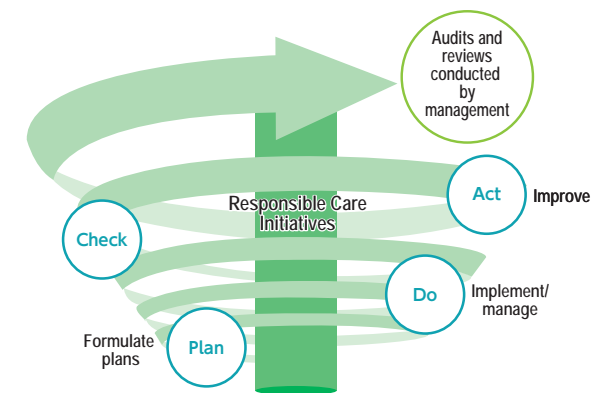 Audits and
reviews
conducted
by
management
Act
Improve
Responsible Care
Initiatives
Check
Do
Implement/
manage
Formulate
plans
Plan